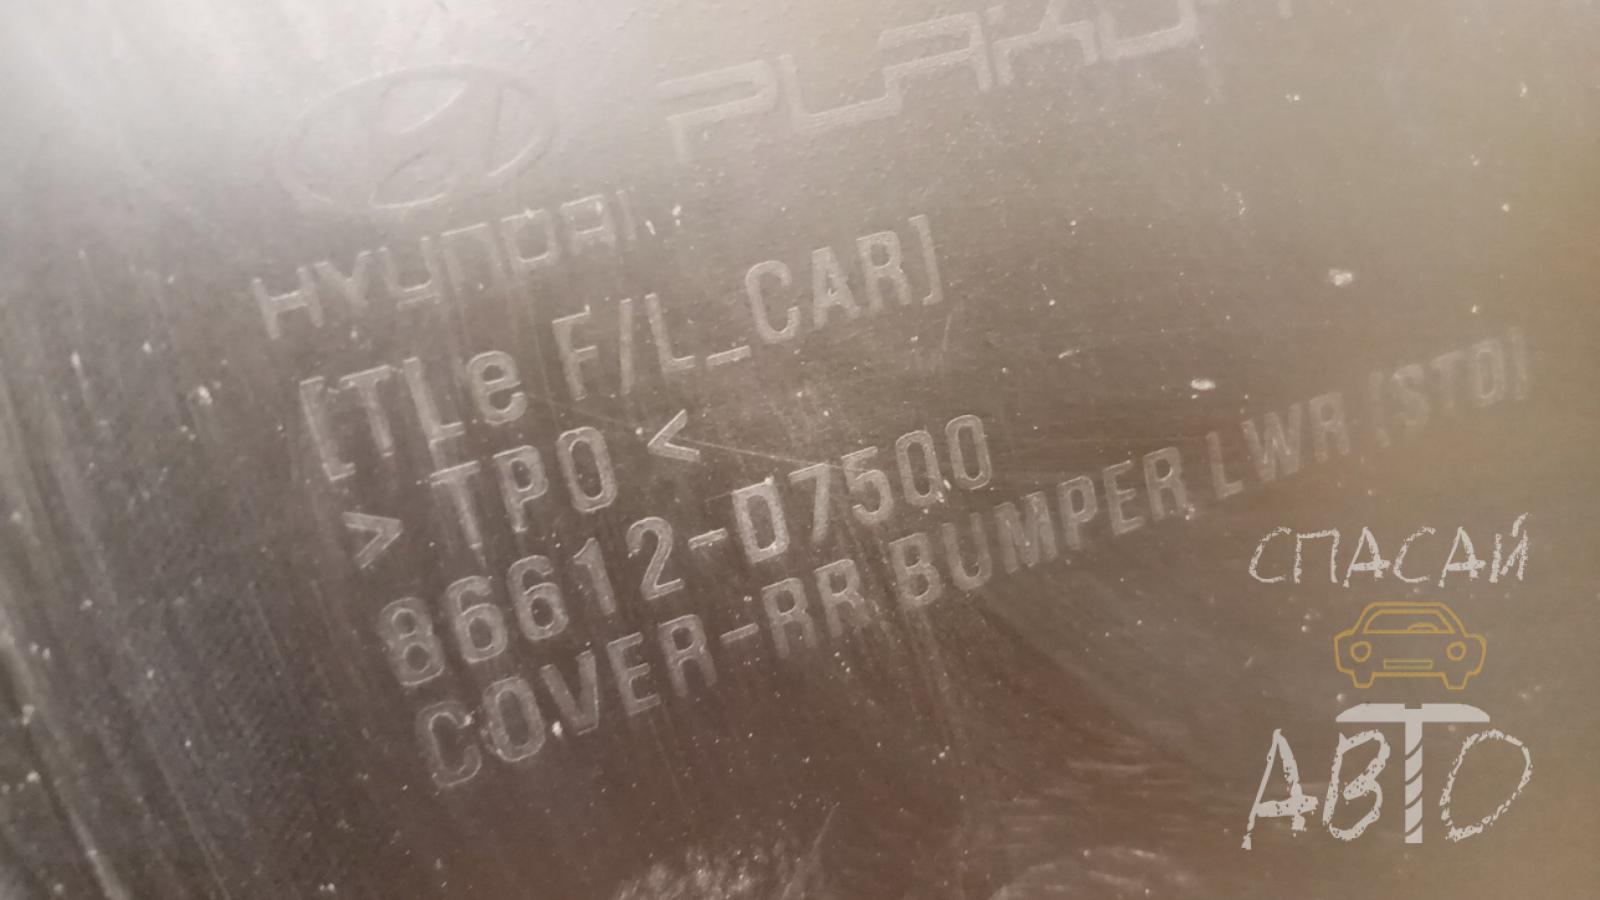 HYUNDAI
[TLe F/L_CAR]
> TPO <
86612-D7500
COVER-RR BUMPER LWR (STD)
СПАСАЙ
АВТО